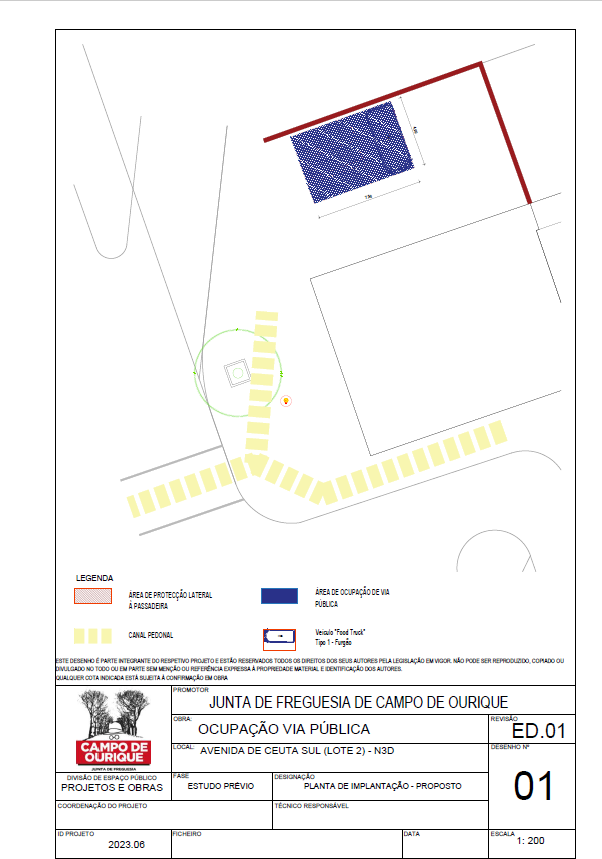 LEGENDA
ÁREA DE PROTECÇÃO LATERAL
À PASSADEIRA
ÁREA DE OCUPAÇÃO DE VIA
PÚBLICA
CANAL PEDONAL
Veículo "Food Truck"
Tipo 1 - Furgão
ESTE DESENHO É PARTE INTEGRANTE DO RESPETIVO PROJETO E ESTÃO RESERVADOS TODOS OS DIREITOS DOS SEUS AUTORES PELA LEGISLAÇÃO EM VIGOR. NÃO PODE SER REPRODUZIDO, COPIADO OU
DIVULGADO NO TODO OU EM PARTE SEM MENÇÃO OU REFERÊNCIA EXPRESSA À PROPRIEDADE MATERIAL E IDENTIFICAÇÃO DOS AUTORES.
QUALQUER COTA INDICADA ESTÁ SUJEITA À CONFIRMAÇÃO EM OBRA
CAMPO DE
OURIQUE
JUNTA DE FREGUESIA
PROMOTOR
JUNTA DE FREGUESIA DE CAMPO DE OURIQUE
OBRA:
OCUPAÇÃO VIA PÚBLICA
REVISÃO
ED.01
LOCAL:
AVENIDA DE CEUTA SUL (LOTE 2) - N3D
DESENHO Nº
01
DIVISÃO DE ESPAÇO PÚBLICO
PROJETOS E OBRAS
FASE
ESTUDO PRÉVIO
DESIGNAÇÃO
PLANTA DE IMPLANTAÇÃO - PROPOSTO
COORDENAÇÃO DO PROJETO
TÉCNICO RESPONSÁVEL
ID PROJETO
2023.06
FICHEIRO
DATA
ESCALA
1: 200